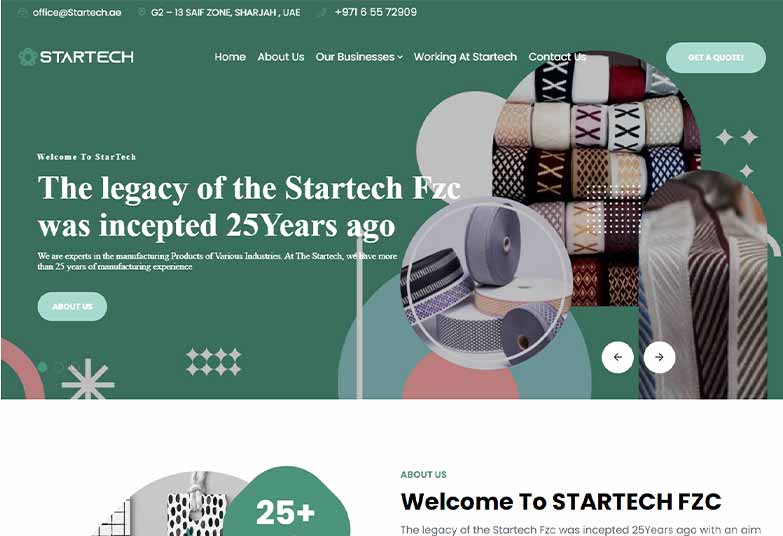 office@Startech.ae G2 – 13 SAIF ZONE, SHARJAH , UAE +971 6 55 72909
STARTECH Home About Us Our Businesses Working At Startech Contact Us GET A QUOTE!
Welcome To StarTech
The legacy of the Startech Fzc
was incepted 25Years ago
We are experts in the manufacturing Products of Various Industries. At The Startech, we have more
than 25 years of manufacturing experience
ABOUT US
25+
ABOUT US
Welcome To STARTECH FZC
The legacy of the Startech Fzc was incepted 25Years ago with an aim